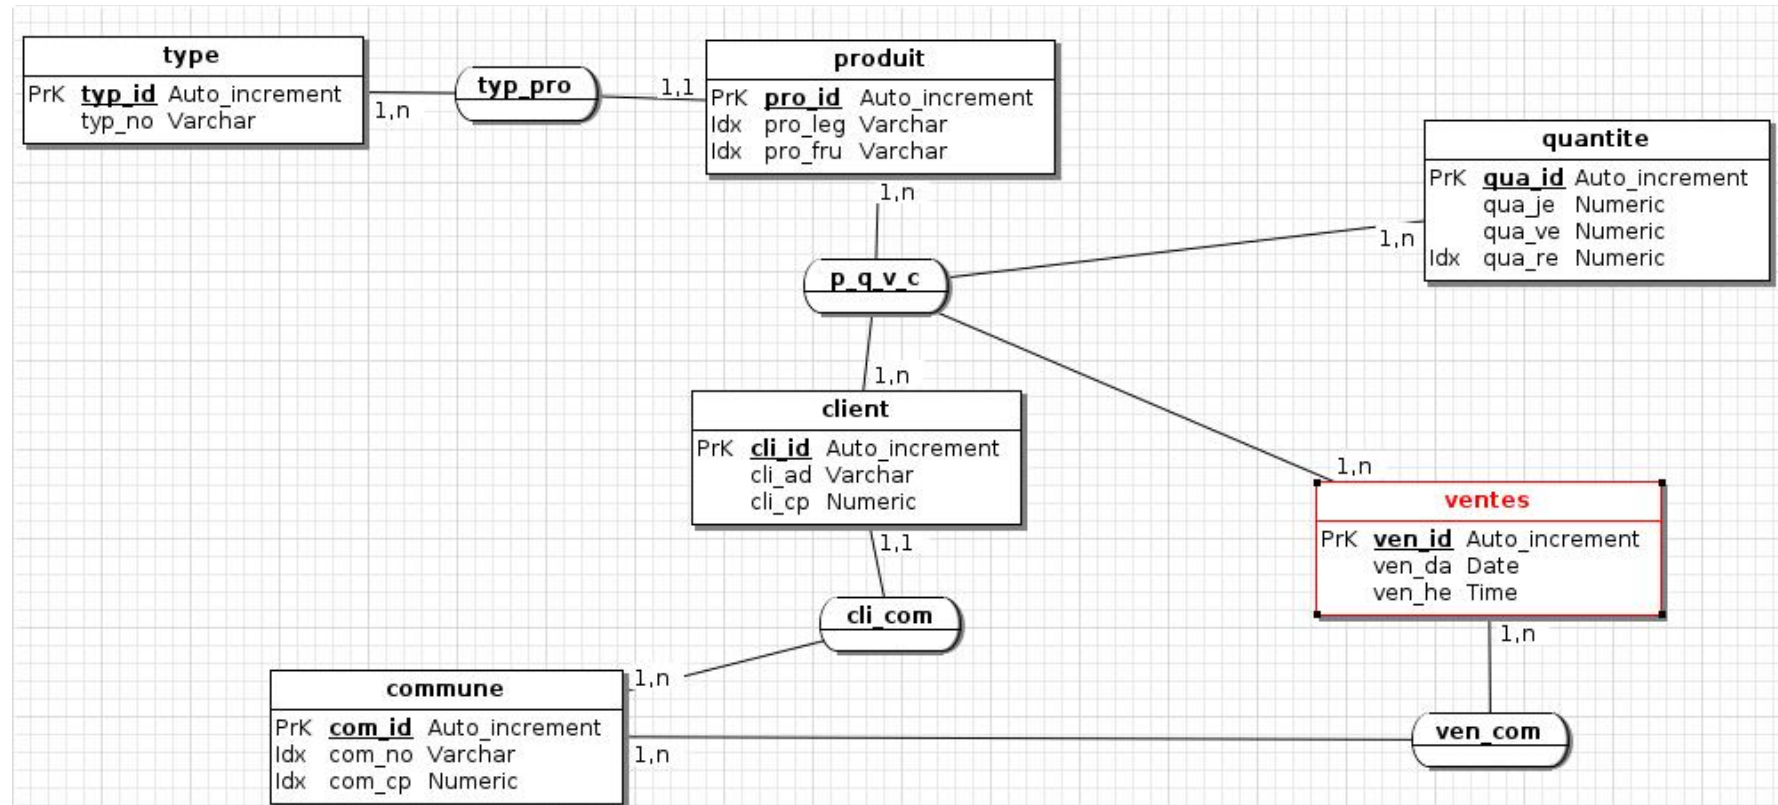 type
PrK typ_id Auto_increment
typ_no Varchar
1,n
typ_pro
1,1
produit
PrK pro_id Auto_increment
Idx pro_leg Varchar
Idx pro_fru Varchar
1,n
quantite
PrK qua_id Auto_increment
qua_je Numeric
qua_ve Numeric
Idx qua_re Numeric
1,n
p_q_v_c
1,n
client
PrK cli_id Auto_increment
cli_ad Varchar
cli_cp Numeric
1,1
1,n
ventes
PrK ven_id Auto_increment
ven_da Date
ven_he Time
1,n
cli_com
1,n
commune
PrK com_id Auto_increment
Idx com_no Varchar
Idx com_cp Numeric
1,n
ven_com